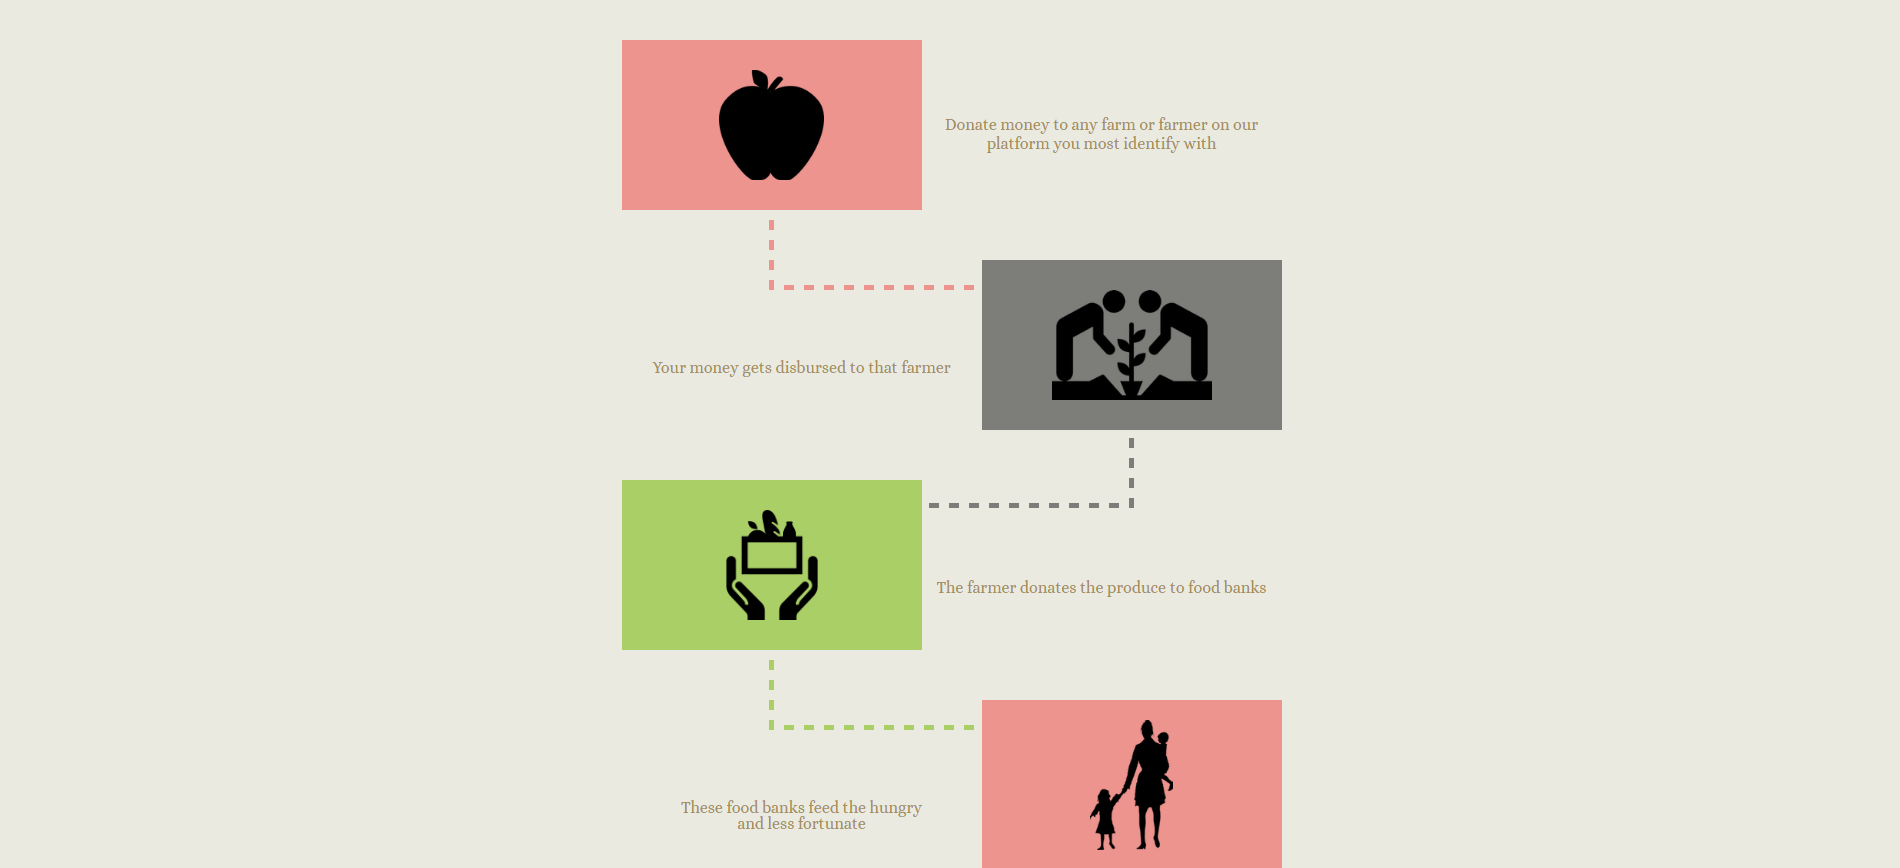 Donate money to any farm or farmer on our
platform you most identify with
Your money gets disbursed to that farmer
The farmer donates the produce to food banks
These food banks feed the hungry
and less fortunate